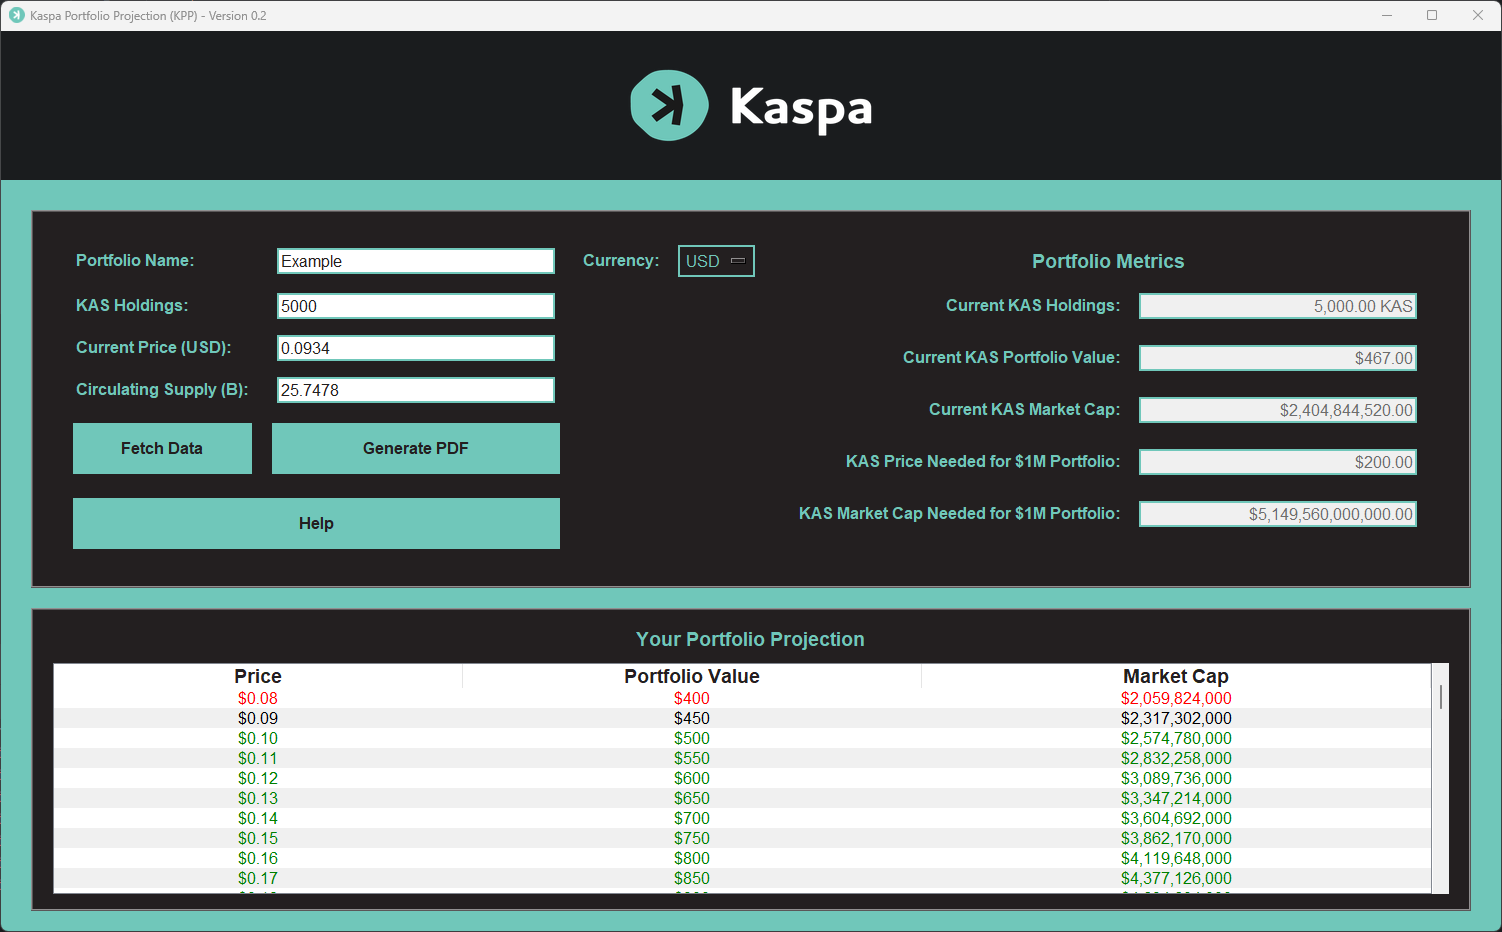 Kaspa Portfolio Projection (KPP) - Version 0.2
Kaspa
Portfolio Name: Example Currency: USD
KAS Holdings: 5000
Current Price (USD): 0.0934
Circulating Supply (B): 25.7478
Fetch Data Generate PDF
Help
Portfolio Metrics
Current KAS Holdings: 5,000.00 KAS
Current KAS Portfolio Value: $467.00
Current KAS Market Cap: $2,404,844,520.00
KAS Price Needed for $1M Portfolio: $200.00
KAS Market Cap Needed for $1M Portfolio: $5,149,560,000,000.00
Your Portfolio Projection
Price Portfolio Value Market Cap
$0.08 $400 $2,059,824,000
$0.09 $450 $2,317,302,000
$0.10 $500 $2,574,780,000
$0.11 $550 $2,832,258,000
$0.12 $600 $3,089,736,000
$0.13 $650 $3,347,214,000
$0.14 $700 $3,604,692,000
$0.15 $750 $3,862,170,000
$0.16 $800 $4,119,648,000
$0.17 $850 $4,377,126,000